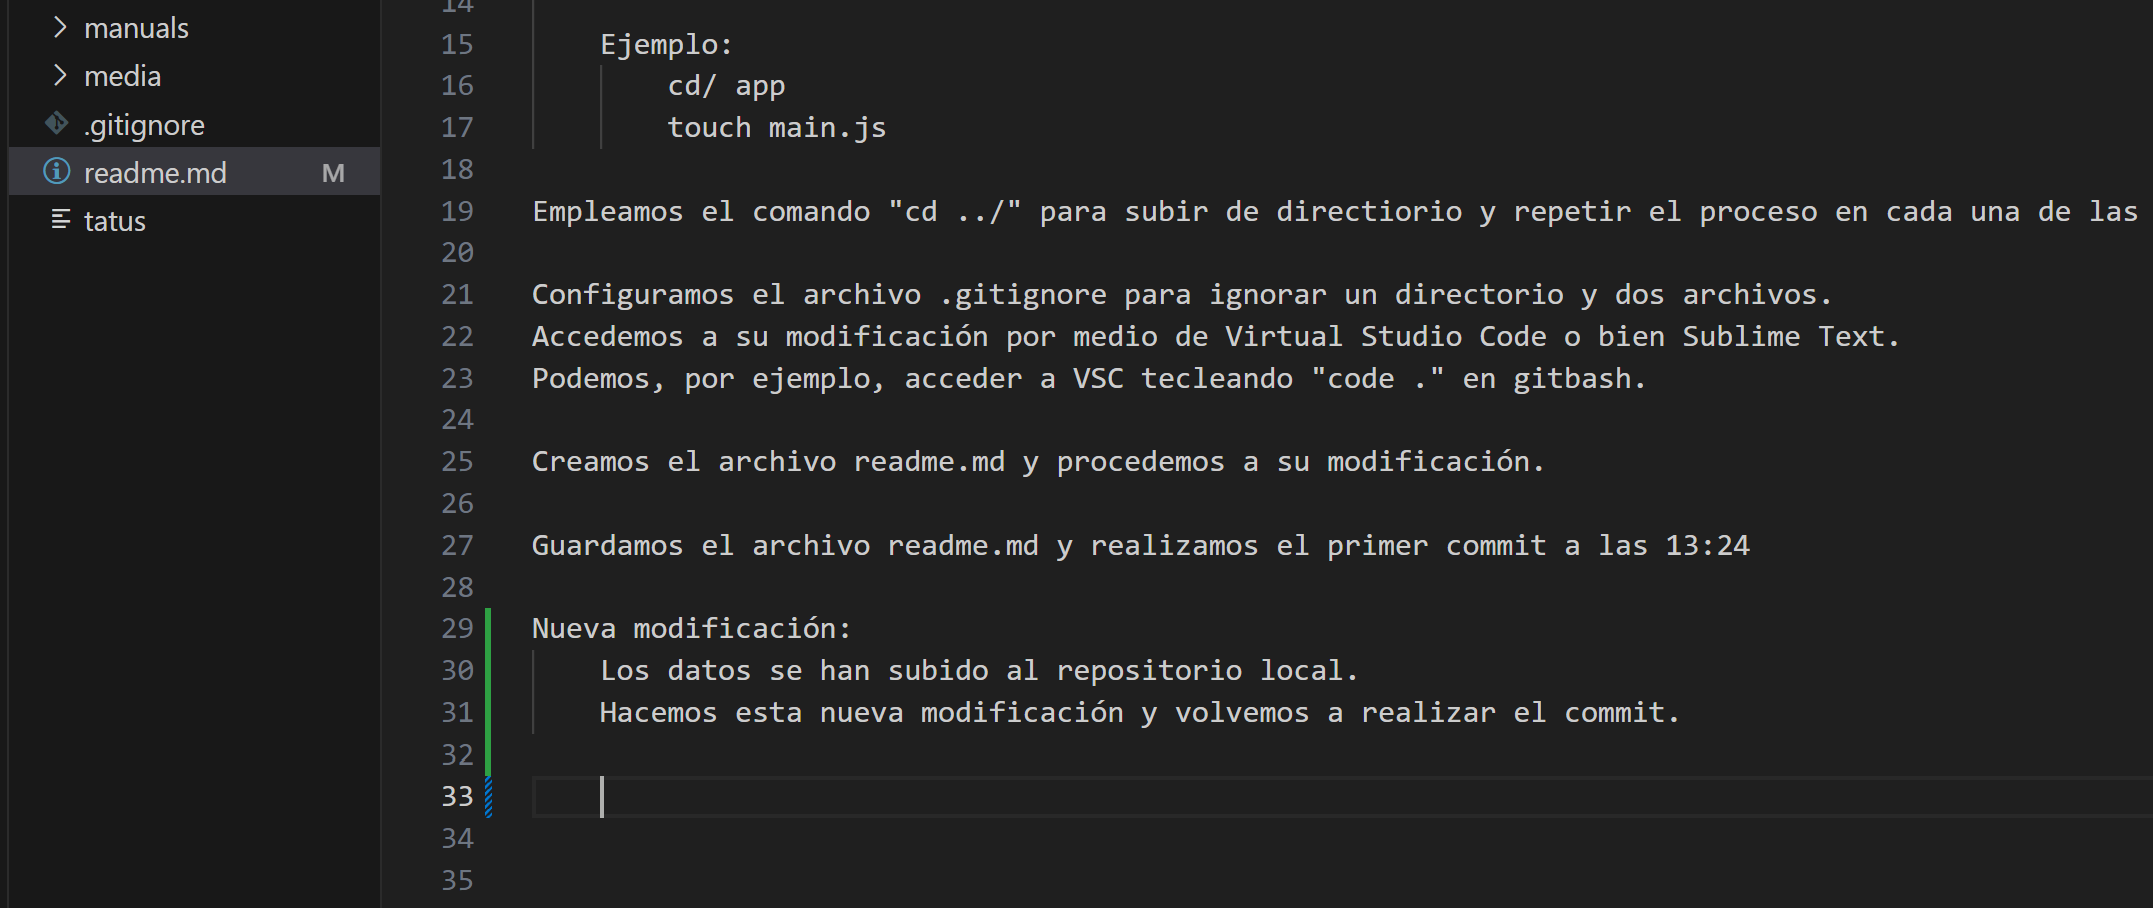 manuals
media
.gitignore
readme.md M
tatus
14
15 Ejemplo:
16 cd/ app
17 touch main.js
18
19 Empleamos el comando "cd ../" para subir de directiorio y repetir el proceso en cada una de las
20
21 Configuramos el archivo .gitignore para ignorar un directorio y dos archivos.
22 Accedemos a su modificación por medio de Virtual Studio Code o bien Sublime Text.
23 Podemos, por ejemplo, acceder a VSC tecleando "code ." en gitbash.
24
25 Creamos el archivo readme.md y procedemos a su modificación.
26
27 Guardamos el archivo readme.md y realizamos el primer commit a las 13:24
28
29 Nueva modificación:
30 Los datos se han subido al repositorio local.
31 Hacemos esta nueva modificación y volvemos a realizar el commit.
32
33
34
35